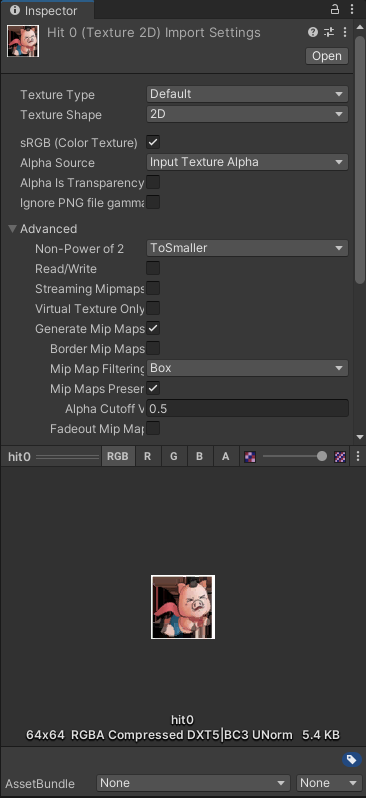 Inspector
Hit 0 (Texture 2D) Import Settings
Open
Texture Type Default
Texture Shape 2D
sRGB (Color Texture)
Alpha Source Input Texture Alpha
Alpha Is Transparency
Ignore PNG file gamma
Advanced
Non-Power of 2 ToSmaller
Read/Write
Streaming Mipmaps
Virtual Texture Only
Generate Mip Maps
Border Mip Maps
Mip Map Filtering Box
Mip Maps Preser
Alpha Cutoff V 0.5
Fadeout Mip Map
hit0 RGB R G B A
hit0
64x64 RGBA Compressed DXT5|BC3 UNorm 5.4 KB
AssetBundle None None